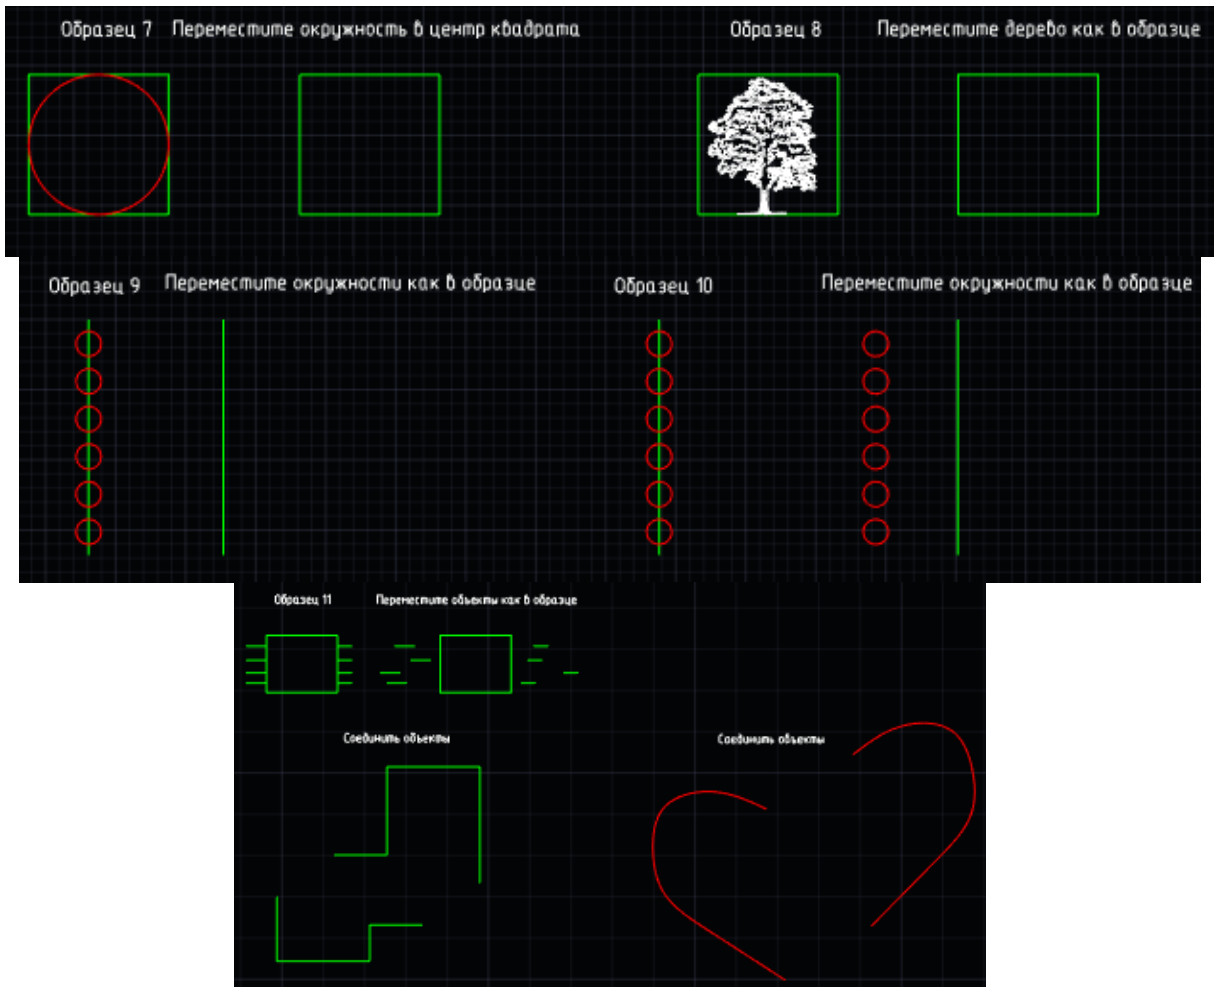 Образец 7
Переместите окружность в центр квадрата
Образец 8
Переместите дерево как в образце
Образец 9
Переместите окружности как в образце
Образец 10
Переместите окружности как в образце
Образец 11
Переместите объекты как в образце
Соединить объекты
Соединить объекты